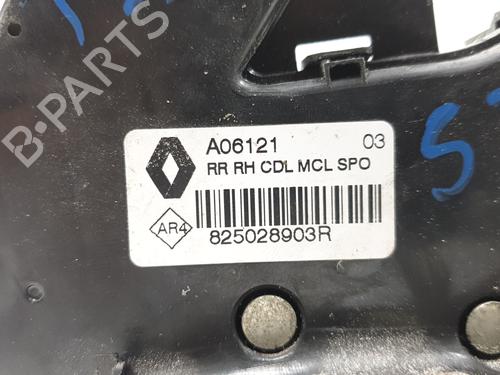 A06121 03
RR RH CDL MCL SPO
AR4
825028903R
B-PARTS